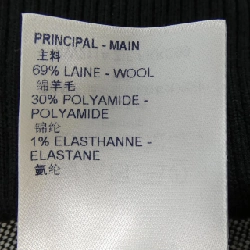 PRINCIPAL - MAIN
主料
69% LAINE - WOOL
绵羊毛
30% POLYAMIDE -
POLYAMIDE
锦纶
1% ELASTHANNE -
ELASTANE
氨纶